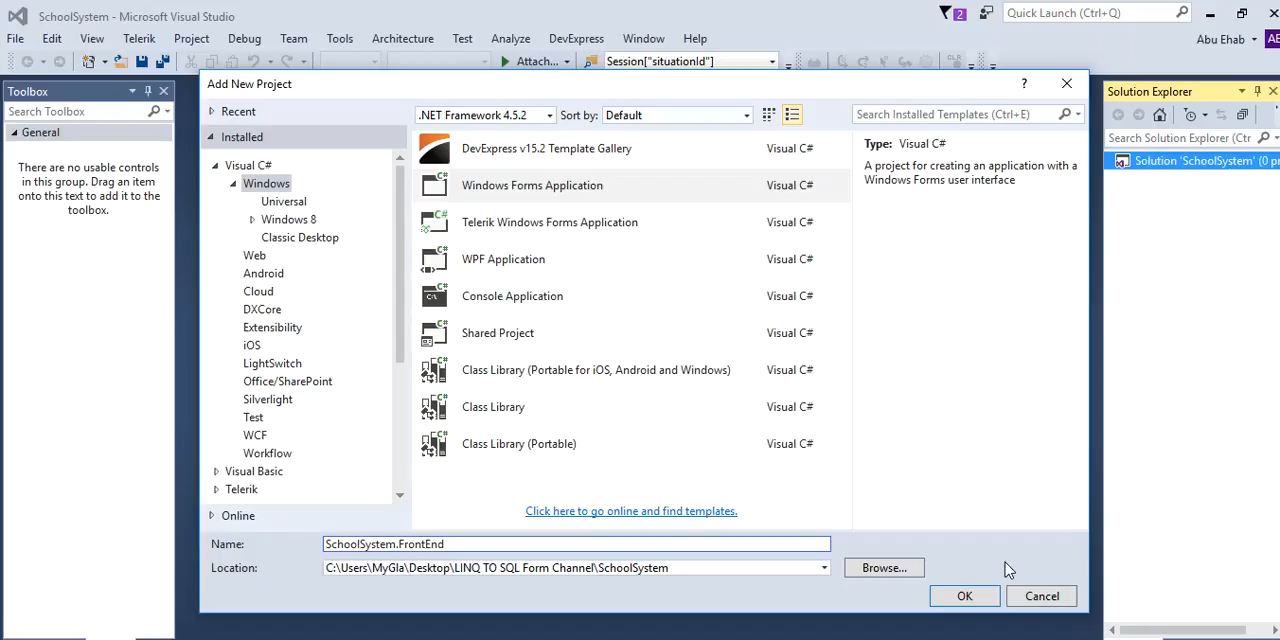 SchoolSystem - Microsoft Visual Studio
2
Quick Launch (Ctrl+Q)
File Edit View Telerik Project Debug Team Tools Architecture Test Analyze DevExpress Window Help
Abu Ehab
AE
Attach...
Session["situationId"]
CLR
Toolbox
Search Toolbox
General
There are no usable controls
in this group. Drag an item
onto this text to add it to the
toolbox.
Add New Project
?
Recent
.NET Framework 4.5.2
Sort by:
Default
Search Installed Templates (Ctrl+E)
Installed
Visual C#
Windows
Universal
Windows 8
Classic Desktop
Web
Android
Cloud
DXCore
Extensibility
iOS
LightSwitch
Office/SharePoint
Silverlight
Test
WCF
Workflow
Visual Basic
Telerik
Online
DevExpress v15.2 Template Gallery Visual C#
Windows Forms Application Visual C#
Telerik Windows Forms Application Visual C#
WPF Application Visual C#
Console Application Visual C#
Shared Project Visual C#
Class Library (Portable for iOS, Android and Windows) Visual C#
Class Library Visual C#
Class Library (Portable) Visual C#
Click here to go online and find templates.
Type: Visual C#
A project for creating an application with a
Windows Forms user interface
Name: SchoolSystem.FrontEnd
Location: C:\Users\MyGla\Desktop\LINQ TO SQL Form Channel\SchoolSystem
Browse...
OK
Cancel
Solution Explorer
Search Solution Explorer (Ctr
Solution 'SchoolSystem' (0 pr